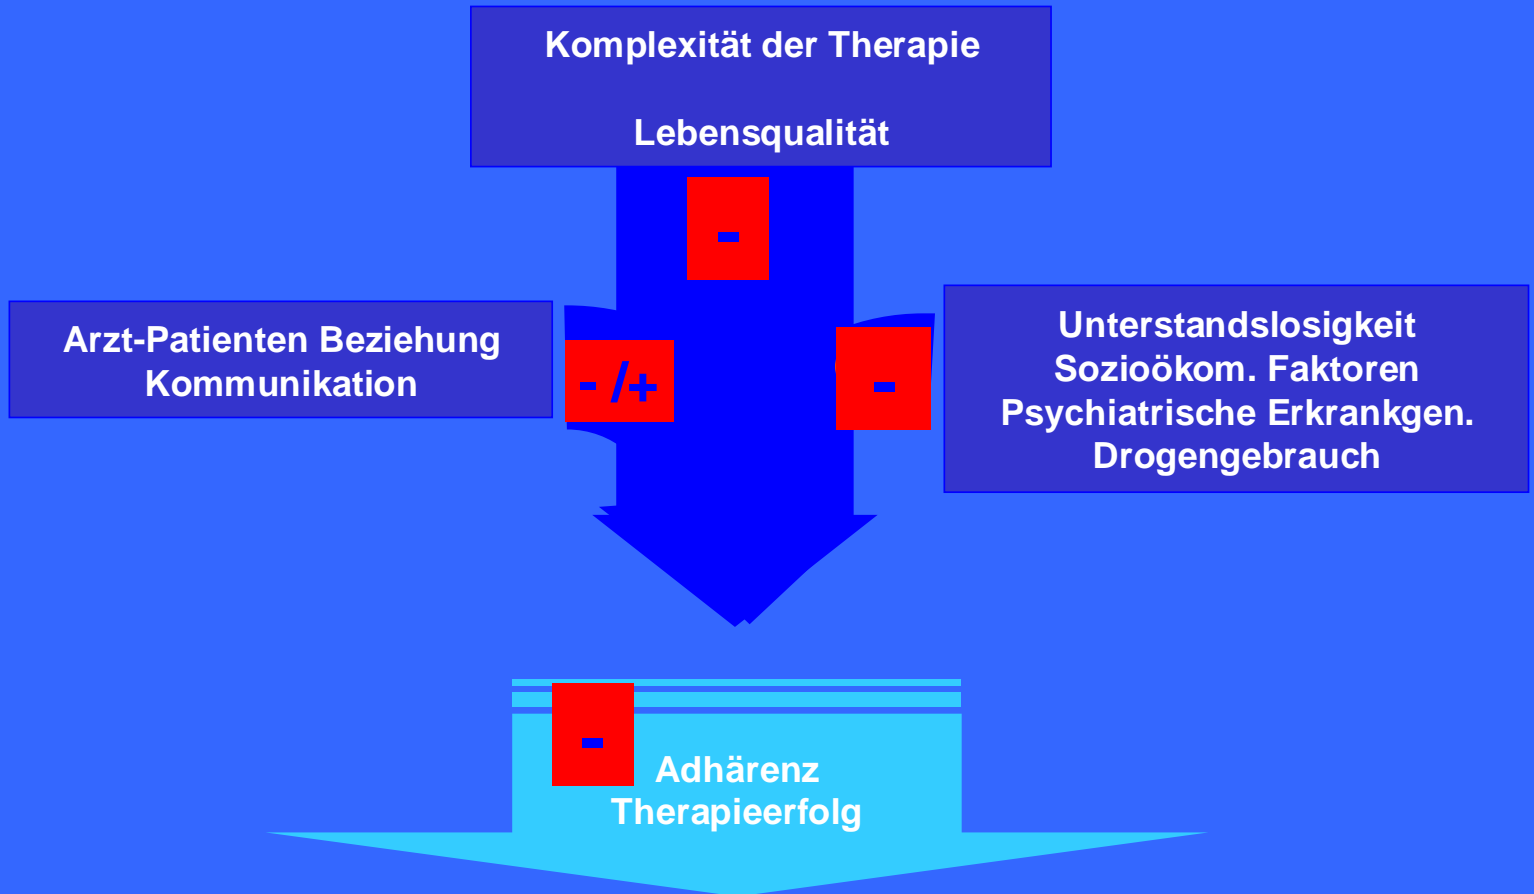 Komplexität der Therapie
Lebensqualität
-
Arzt-Patienten Beziehung
Kommunikation
- /+
-
Unterstandslosigkeit
Sozioökom. Faktoren
Psychiatrische Erkrankgen.
Drogengebrauch
-
Adhärenz
Therapieerfolg